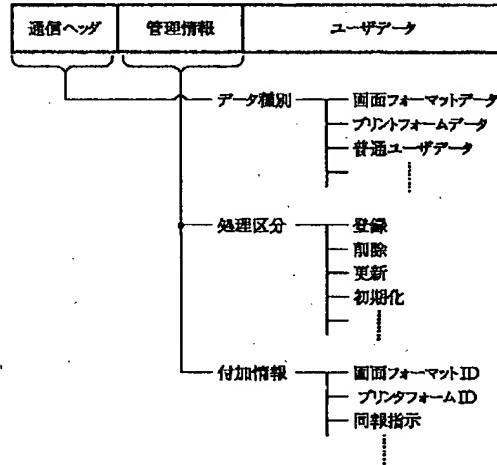 通信ヘッダ 管理情報 ユーザデータ
データ種別 画面フォーマットデータ
プリントフォームデータ
普通ユーザデータ
処理区分 登録
削除
更新
初期化
付加情報 画面フォーマットID
プリンタフォームID
同報指示